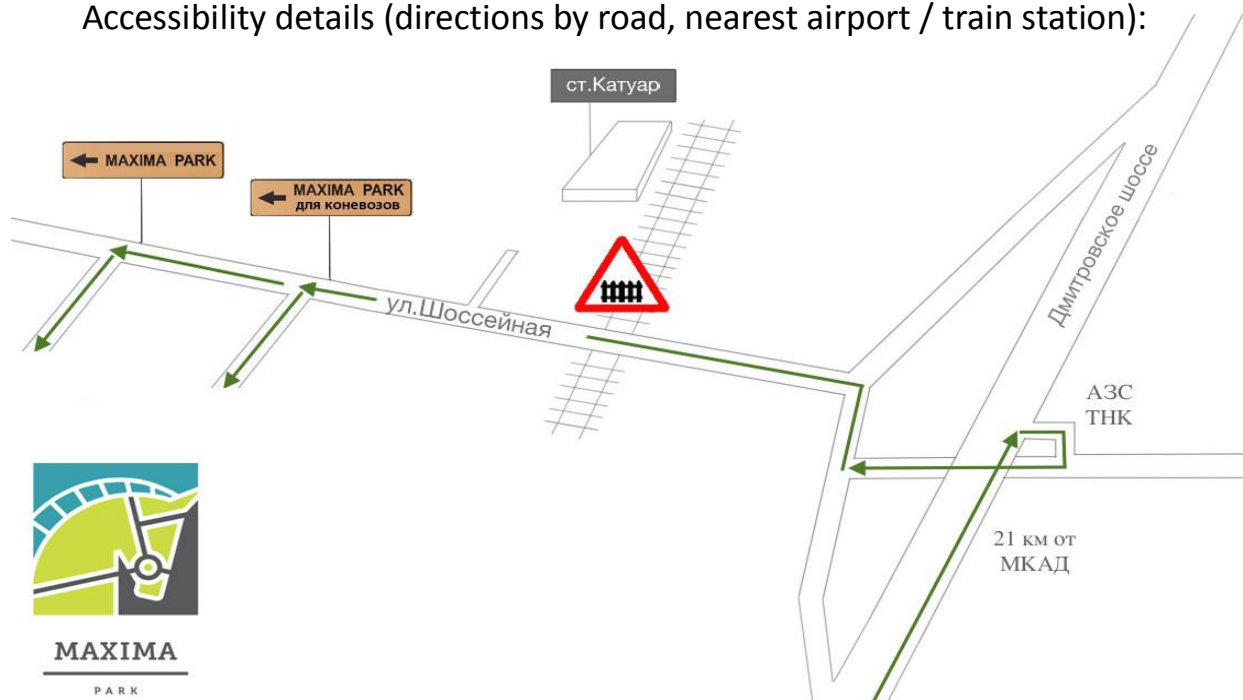 Accessibility details (directions by road, nearest airport / train station):
ст.Катуар
MAXIMA PARK
MAXIMA PARK
для коневозов
ул.Шоссейная
Дмитровское шоссе
АЗС
ТНК
21 км от
МКАД
MAXIMA
PARK